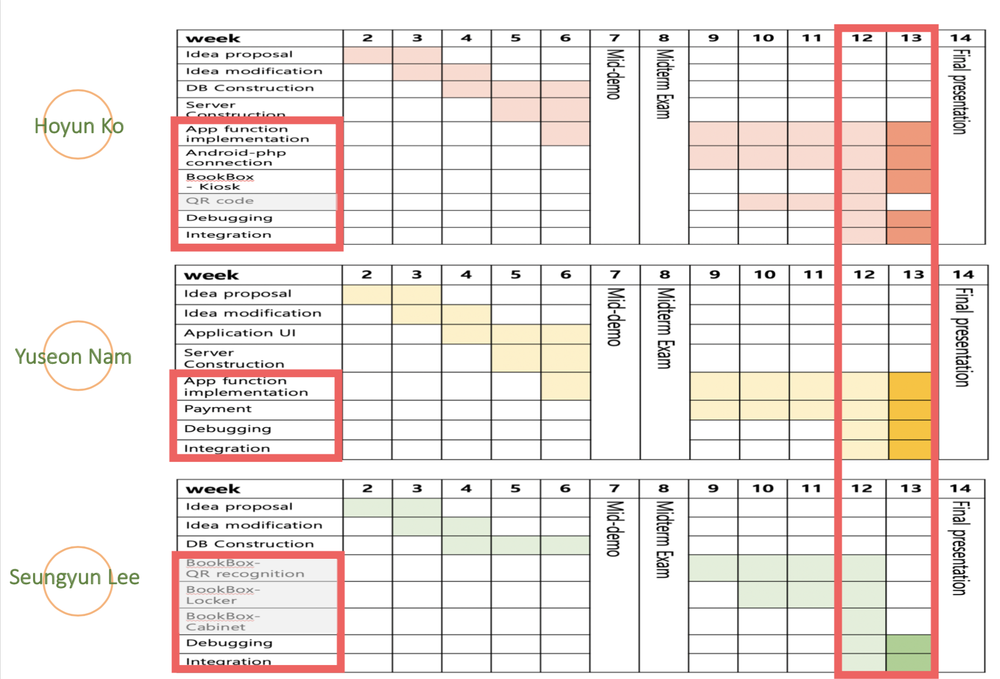 Hoyun Ko
week 2 3 4 5 6 7 8 9 10 11 12 13 14
Idea proposal
Idea modification
DB Construction
Server
Construction
App function
implementation
Android-php
connection
BookBox
- Kiosk
QR code
Debugging
Integration
Mid-demo
Midterm Exam
Final presentation
Yuseon Nam
week 2 3 4 5 6 7 8 9 10 11 12 13 14
Idea proposal
Idea modification
Application UI
Server
Construction
App function
implementation
Payment
Debugging
Integration
Mid-demo
Midterm Exam
Final presentation
Seungyun Lee
week 2 3 4 5 6 7 8 9 10 11 12 13 14
Idea proposal
Idea modification
DB Construction
BookBox-
QR recognition
BookBox-
Locker
BookBox-
Cabinet
Debugging
Integration
Mid-demo
Midterm Exam
Final presentation